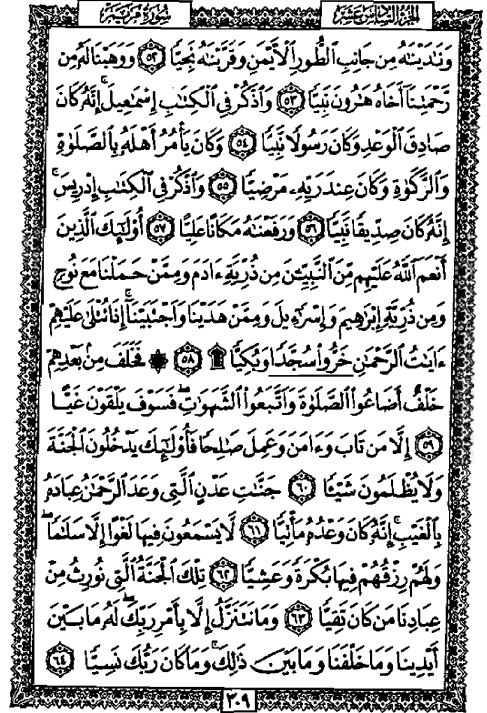 الجزء السادس عشر
سورة مريم
وَنَٰدَيْنَٰهُ مِن جَانِبِ ٱلطُّورِ ٱلْأَيْمَنِ وَقَرَّبْنَٰهُ نَجِيًّا ٥٢ وَوَهَبْنَا لَهُۥ مِن
رَّحْمَتِنَآ أَخَاهُ هَٰرُونَ نَبِيًّا ٥٣ وَٱذْكُرْ فِى ٱلْكِتَٰبِ إِسْمَٰعِيلَ ۚ إِنَّهُۥ كَانَ
صَادِقَ ٱلْوَعْدِ وَكَانَ رَسُولًا نَّبِيًّا ٥٤ وَكَانَ يَأْمُرُ أَهْلَهُۥ بِٱلصَّلَوٰةِ
وَٱلزَّكَوٰةِ وَكَانَ عِندَ رَبِّهِۦ مَرْضِيًّا ٥٥ وَٱذْكُرْ فِى ٱلْكِتَٰبِ إِدْرِيسَ ۚ
إِنَّهُۥ كَانَ صِدِّيقًا نَّبِيًّا ٥٦ وَرَفَعْنَٰهُ مَكَانًا عَلِيًّا ٥٧ أُو۟لَٰٓئِكَ ٱلَّذِينَ
أَنْعَمَ ٱللَّهُ عَلَيْهِم مِّنَ ٱلنَّبِيِّۦنَ مِن ذُرِّيَّةِ ءَادَمَ وَمِمَّنْ حَمَلْنَا مَعَ نُوحٍ
وَمِن ذُرِّيَّةِ إِبْرَٰهِيمَ وَإِسْرَٰٓءِيلَ وَمِمَّنْ هَدَيْنَا وَٱجْتَبَيْنَآ ۚ إِذَا تُتْلَىٰ عَلَيْهِمْ
ءَايَٰتُ ٱلرَّحْمَٰنِ خَرُّوا۟ سُجَّدًا وَبُكِيًّا ۩ ٥٨ ۞ فَخَلَفَ مِنۢ بَعْدِهِمْ
خَلْفٌ أَضَاعُوا۟ ٱلصَّلَوٰةَ وَٱتَّبَعُوا۟ ٱلشَّهَوَٰتِ ۖ فَسَوْفَ يَلْقَوْنَ غَيًّا
٥٩ إِلَّا مَن تَابَ وَءَامَنَ وَعَمِلَ صَٰلِحًا فَأُو۟لَٰٓئِكَ يَدْخُلُونَ ٱلْجَنَّةَ
وَلَا يُظْلَمُونَ شَيْـًٔا ٦٠ جَنَّٰتِ عَدْنٍ ٱلَّتِى وَعَدَ ٱلرَّحْمَٰنُ عِبَادَهُۥ
بِٱلْغَيْبِ ۚ إِنَّهُۥ كَانَ وَعْدُهُۥ مَأْتِيًّا ٦١ لَّا يَسْمَعُونَ فِيهَا لَغْوًا إِلَّا سَلَٰمًا ۖ
وَلَهُمْ رِزْقُهُمْ فِيهَا بُكْرَةً وَعَشِيًّا ٦٢ تِلْكَ ٱلْجَنَّةُ ٱلَّتِى نُورِثُ مِنْ
عِبَادِنَا مَن كَانَ تَقِيًّا ٦٣ وَمَا نَتَنَزَّلُ إِلَّا بِأَمْرِ رَبِّكَ ۖ لَهُۥ مَا بَيْنَ
أَيْدِينَا وَمَا خَلْفَنَا وَمَا بَيْنَ ذَٰلِكَ ۚ وَمَا كَانَ رَبُّكَ نَسِيًّا ٦٤
٣٠٩